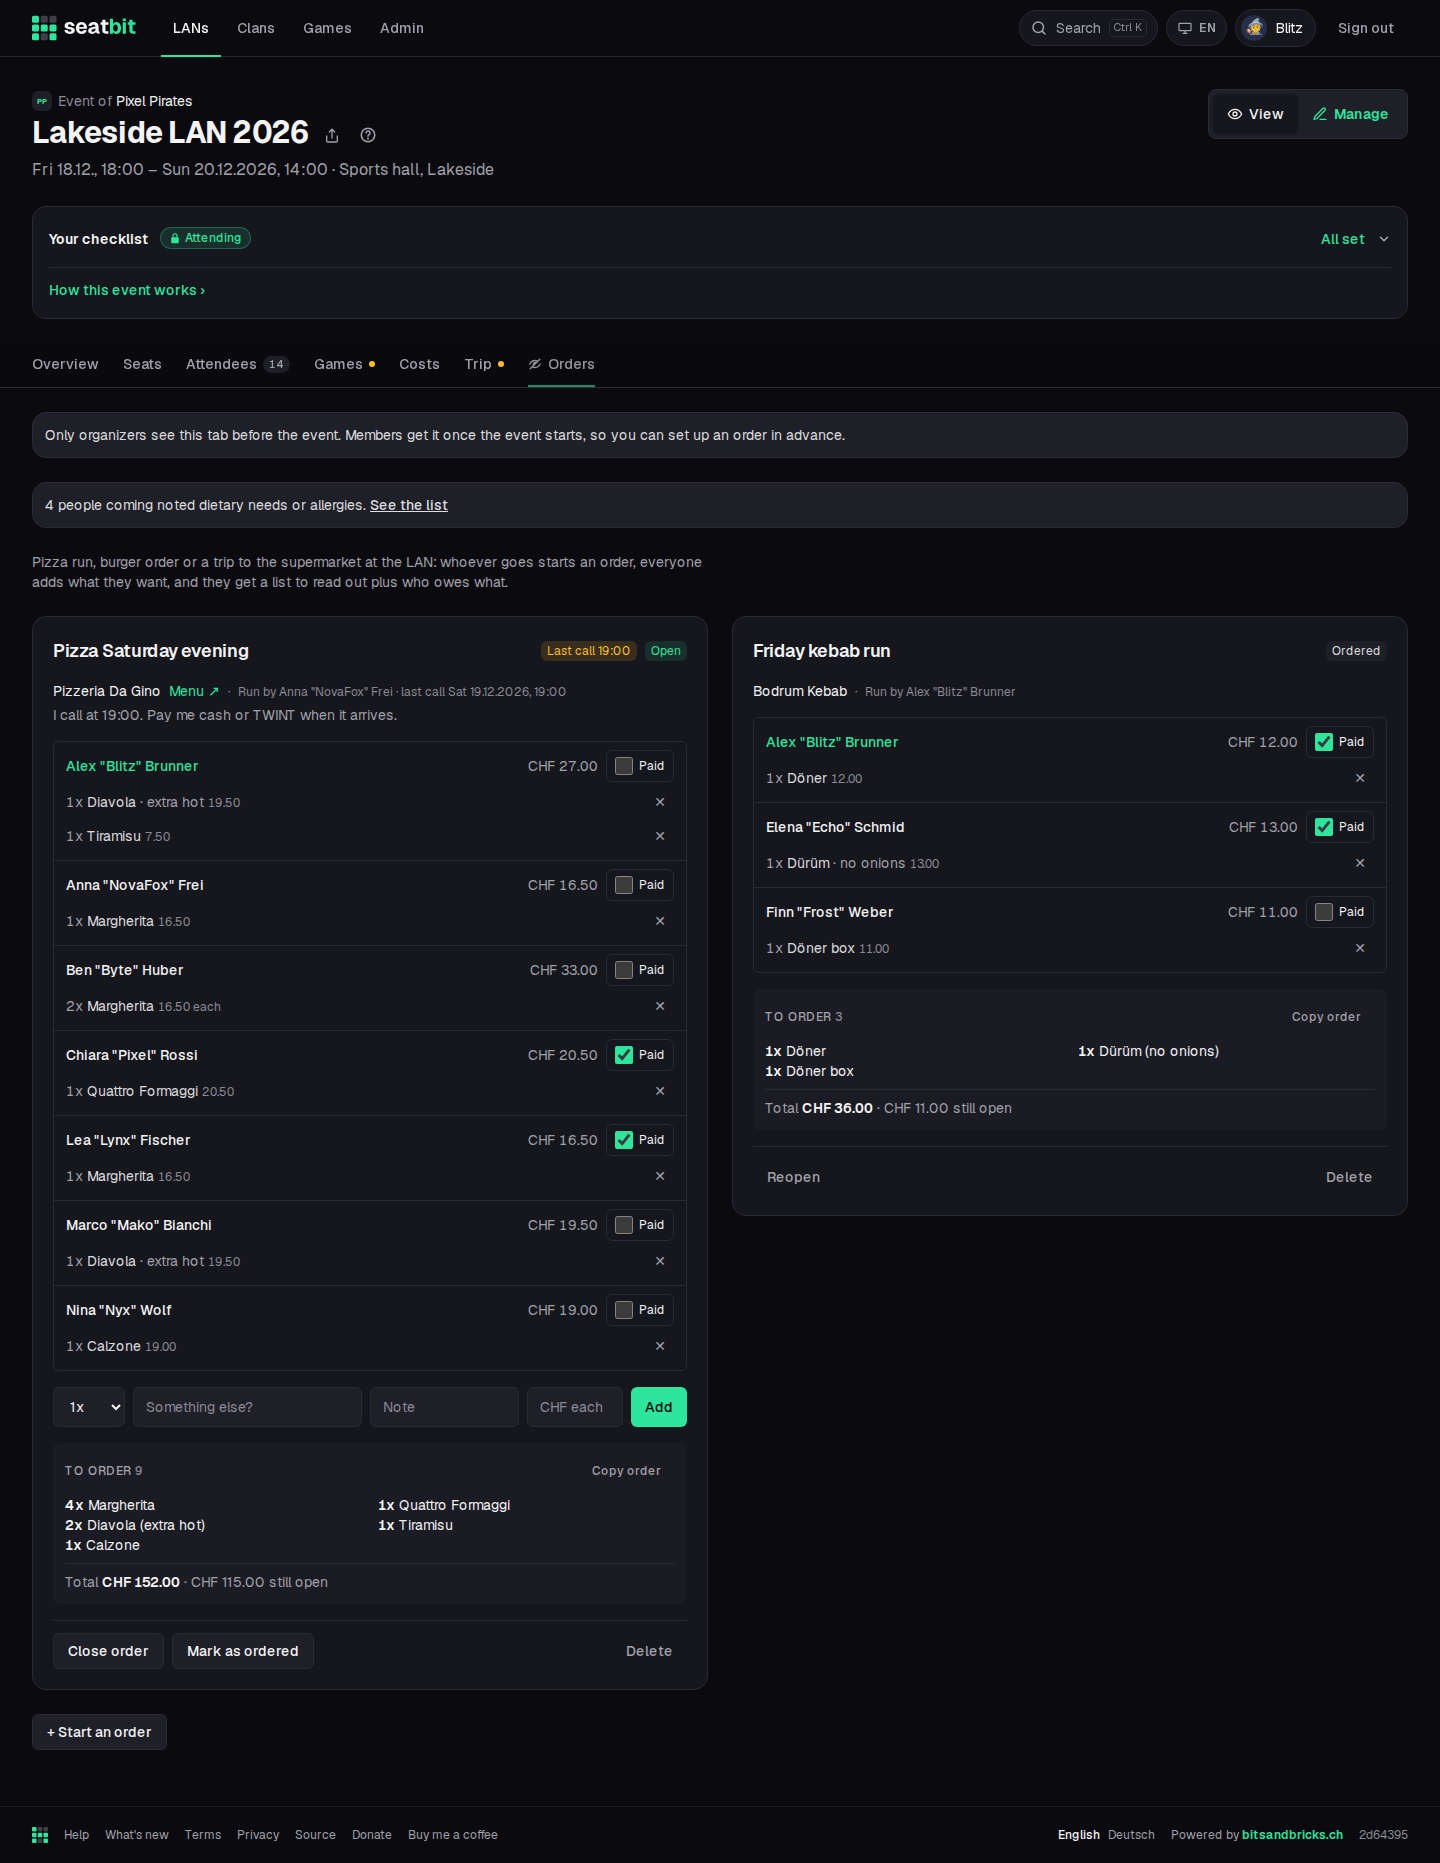 seatbit LANs Clans Games Admin Search Ctrl K EN Blitz Sign out
PP Event of Pixel Pirates
Lakeside LAN 2026
View Manage
Fri 18.12., 18:00 – Sun 20.12.2026, 14:00 · Sports hall, Lakeside
Your checklist Attending All set
How this event works ›
Overview Seats Attendees 14 Games Costs Trip Orders
Only organizers see this tab before the event. Members get it once the event starts, so you can set up an order in advance.
4 people coming noted dietary needs or allergies. See the list
Pizza run, burger order or a trip to the supermarket at the LAN: whoever goes starts an order, everyone
adds what they want, and they get a list to read out plus who owes what.
Pizza Saturday evening Last call 19:00 Open
Pizzeria Da Gino Menu ↗ · Run by Anna "NovaFox" Frei · last call Sat 19.12.2026, 19:00
I call at 19:00. Pay me cash or TWINT when it arrives.
Alex "Blitz" Brunner CHF 27.00 Paid
1x Diavola · extra hot 19.50 ×
1x Tiramisu 7.50 ×
Anna "NovaFox" Frei CHF 16.50 Paid
1x Margherita 16.50 ×
Ben "Byte" Huber CHF 33.00 Paid
2x Margherita 16.50 each ×
Chiara "Pixel" Rossi CHF 20.50 Paid
1x Quattro Formaggi 20.50 ×
Lea "Lynx" Fischer CHF 16.50 Paid
1x Margherita 16.50 ×
Marco "Mako" Bianchi CHF 19.50 Paid
1x Diavola · extra hot 19.50 ×
Nina "Nyx" Wolf CHF 19.00 Paid
1x Calzone 19.00 ×
1x Something else? Note CHF each Add
TO ORDER 9 Copy order
4x Margherita 1x Quattro Formaggi
2x Diavola (extra hot) 1x Tiramisu
1x Calzone
Total CHF 152.00 · CHF 115.00 still open
Close order Mark as ordered Delete
Friday kebab run Ordered
Bodrum Kebab · Run by Alex "Blitz" Brunner
Alex "Blitz" Brunner CHF 12.00 Paid
1x Döner 12.00 ×
Elena "Echo" Schmid CHF 13.00 Paid
1x Dürüm · no onions 13.00 ×
Finn "Frost" Weber CHF 11.00 Paid
1x Döner box 11.00 ×
TO ORDER 3 Copy order
1x Döner 1x Dürüm (no onions)
1x Döner box
Total CHF 36.00 · CHF 11.00 still open
Reopen Delete
+ Start an order
Help What's new Terms Privacy Source Donate Buy me a coffee English Deutsch Powered by bitsandbricks.ch 2d64395